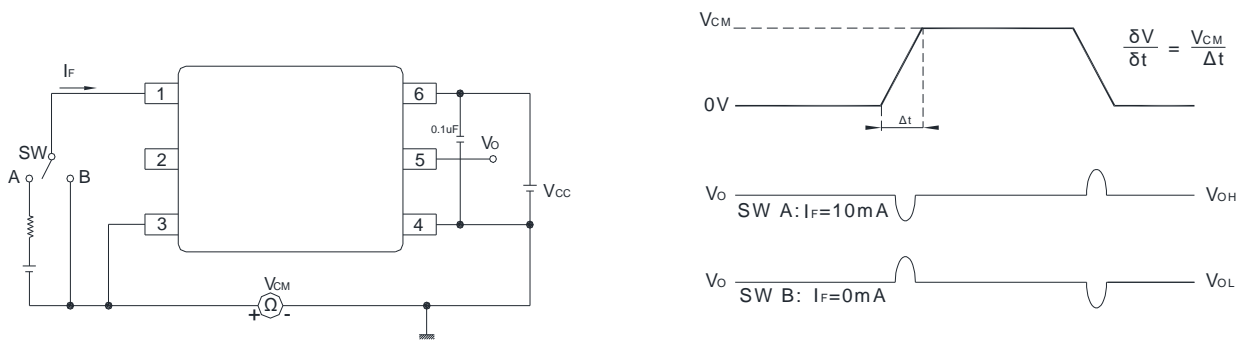 IF
1
2
3
6
5
4
SW
A
B
0.1uF
VO
VCC
VCM
+ Ω -
VCM
0V
Δt
δV/δt = VCM/Δt
VO
SW A:IF=10mA
VOH
VO
SW B: IF=0mA
VOL